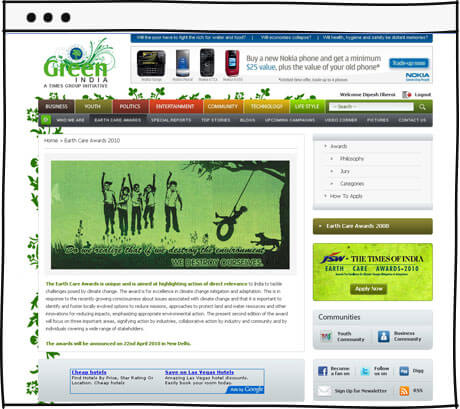 Will the poor have to fight the rich for water and food? | Will economies collapse? | Will health, hygiene and safety be distant memories?
Green
INDIA
A TIMES GROUP INITIATIVE
Buy a new Nokia phone and get a minimum
$25 value, plus the value of your old phone*
*Limited time offer, trade up to 4 phones
Trade-up now
NOKIA
Welcome Dipesh Oberoi Logout
BUSINESS YOUTH POLITICS ENTERTAINMENT COMMUNITY TECHNOLOGY LIFE STYLE
-- Search --
WHO WE ARE EARTH CARE AWARDS SPECIAL REPORTS TOP STORIES BLOGS UPCOMING CAMPAIGNS VIDEO CORNER PICTURES CONTACT US
Home » Earth Care Awards 2010
Do we realize that if we destroy the environment
WE DESTROY OURSELVES.
The Earth Care Awards is unique and is aimed at highlighting action of direct relevance to India to tackle
challenges posed by climate change. The award is for excellence in climate change mitigation and adaptation. This is in
response to the recently growing consciousness about issues associated with climate change and that it is important to
identify and foster locally evolved options to reduce emissions, approaches to protect land and water resources and other
innovations for reducing impacts, emphasizing appropriate environmental action. The present second edition of the award
will focus on important areas, signifying action by industries, collaborative action by industry and community and by
individuals covering a wide range of stakeholders.
The awards will be announced on 22nd April 2010 in New Delhi.
Cheap hotels
Find Hotels by Price, Star Rating Or
Location. Cheap hotels
Save on Las Vegas Hotels
Amazing Las Vegas hotel discounts.
Easily book your room today.
Ads by Google
Awards
Philosophy
Jury
Categories
How To Apply
Earth Care Awards 2008
JSW THE TIMES OF INDIA
EARTH CARE AWARDS-2010
Apply Now
Communities
Youth
Community
Business
Community
Become
a fan on
Follow
us on
Digg
Sign Up for Newsletter
RSS